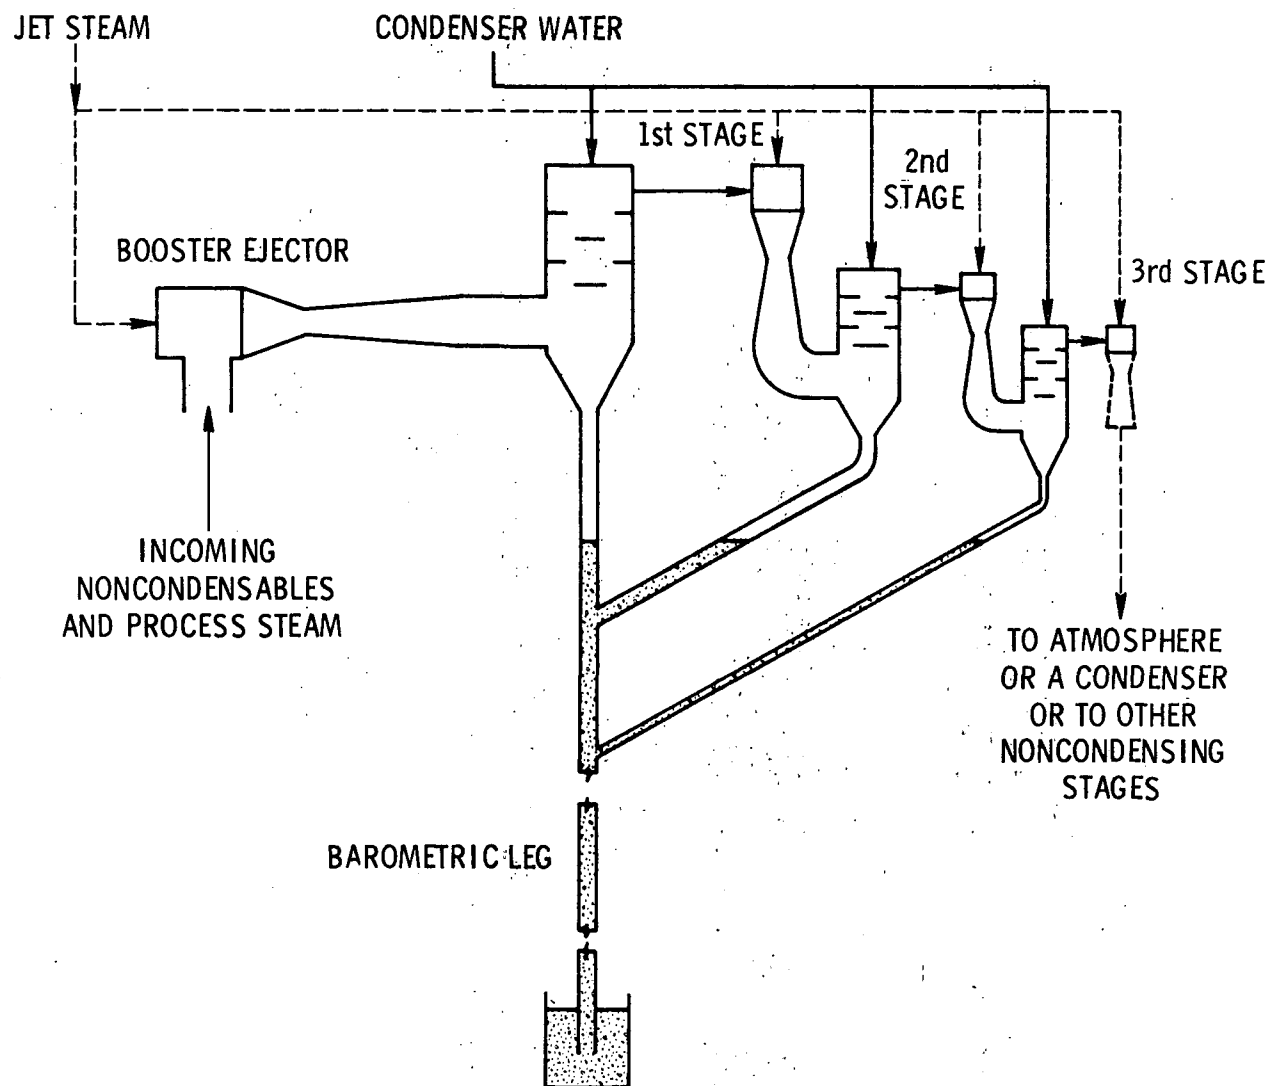 JET STEAM
CONDENSER WATER
1st STAGE
2nd
STAGE
3rd STAGE
BOOSTER EJECTOR
INCOMING
NONCONDENSABLES
AND PROCESS STEAM
TO ATMOSPHERE
OR A CONDENSER
OR TO OTHER
NONCONDENSING
STAGES
BAROMETRIC LEG